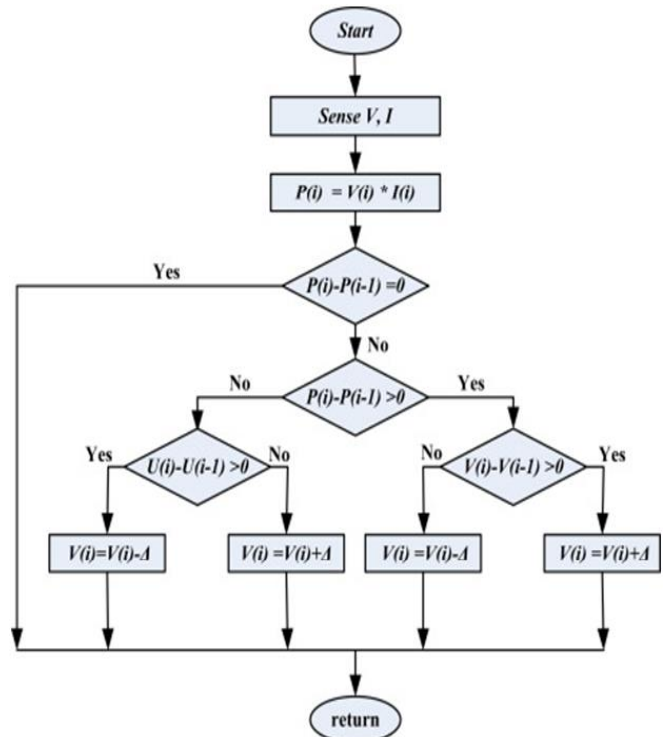 Start
Sense V, I
P(i) = V(i) * I(i)
Yes
P(i)-P(i-1) =0
No
No
P(i)-P(i-1) >0
Yes
Yes
U(i)-U(i-1) >0
No
No
V(i)-V(i-1) >0
Yes
V(i)=V(i)-Δ
V(i) =V(i)+Δ
V(i) =V(i)-Δ
V(i) =V(i)+Δ
return